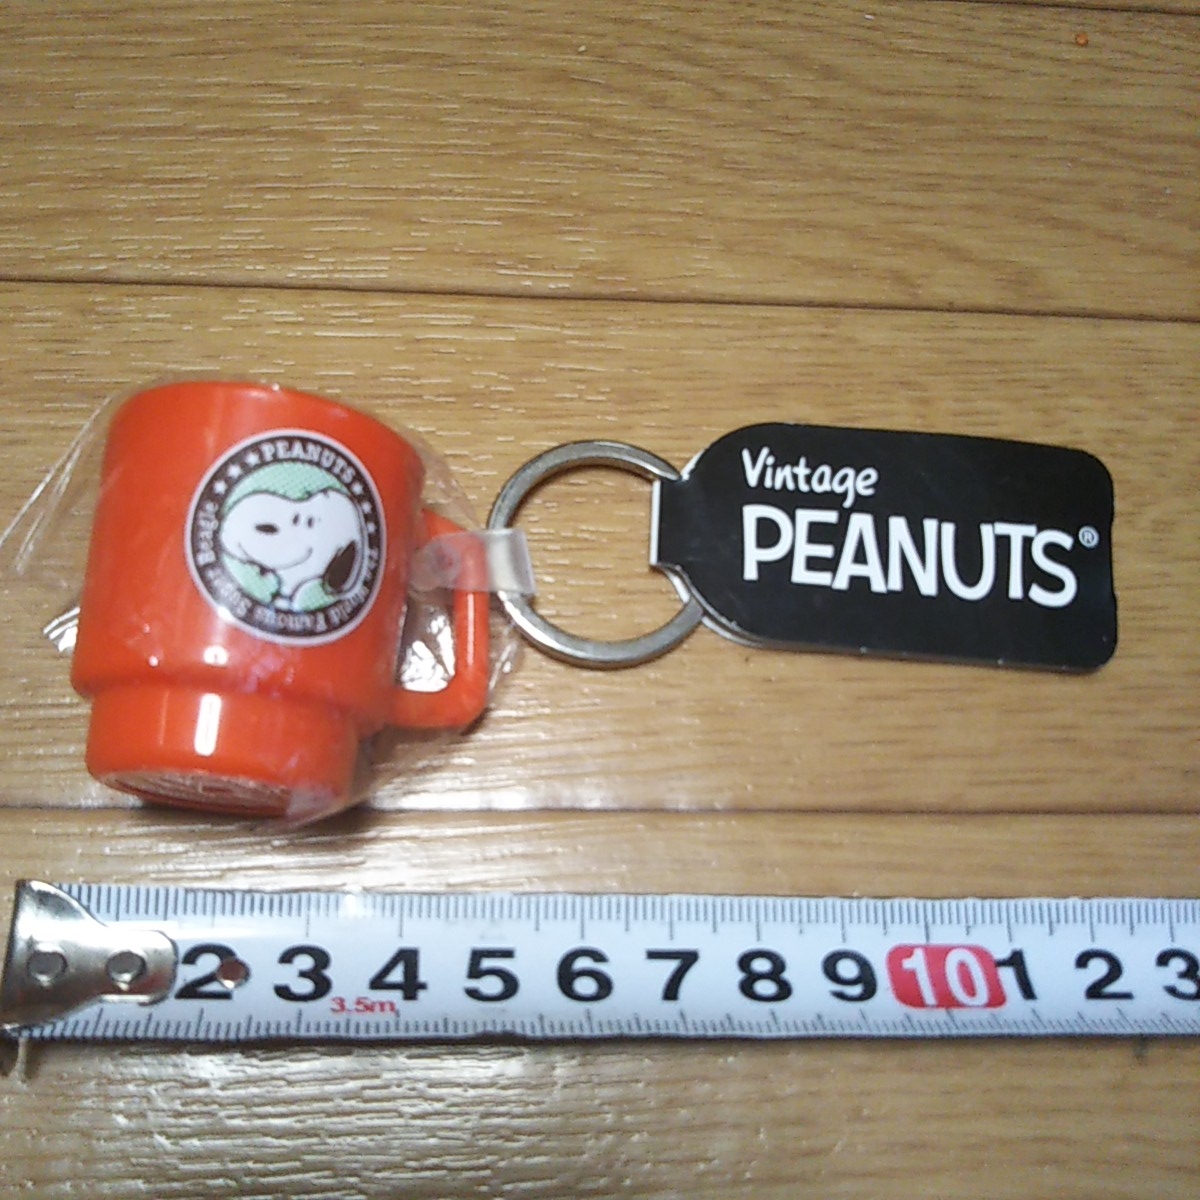 ★★PEANUTS★★★
The World Famous Super Beagle
Vintage
PEANUTS®
2 3 4 5 6 7 8 9 10 1 2 3
3.5m